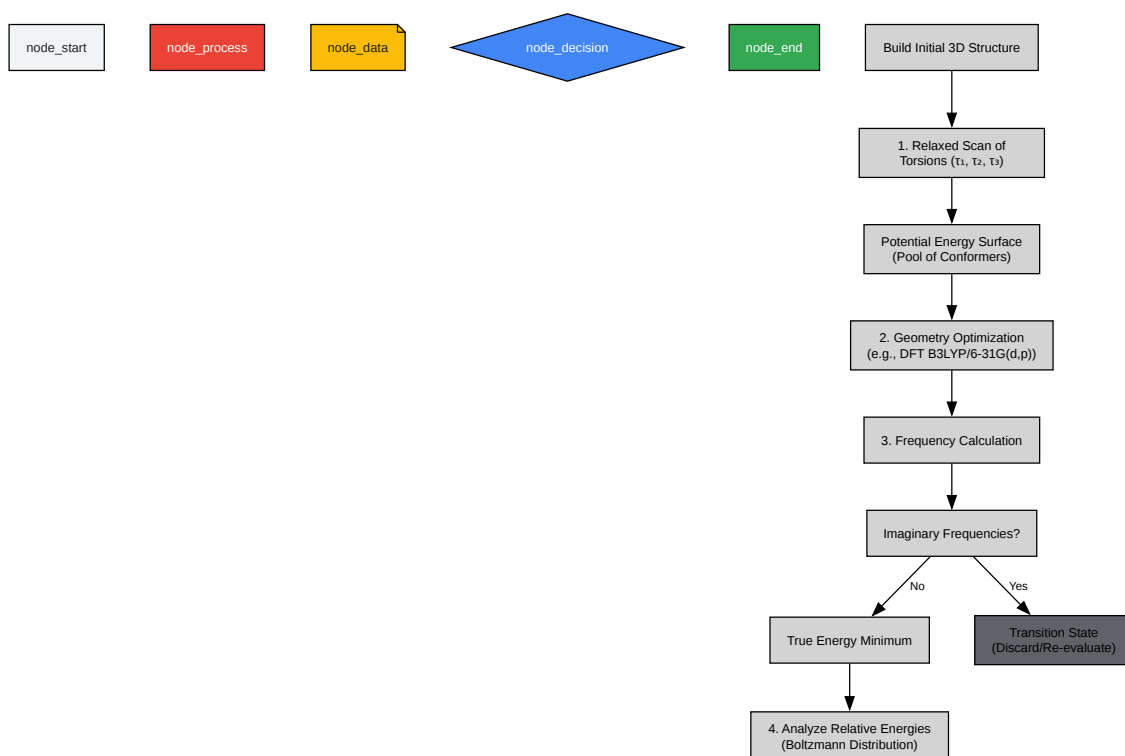 node_start
node_process
node_data
node_decision
node_end
Build Initial 3D Structure
1. Relaxed Scan of
Torsions (τ₁, τ₂, τ₃)
Potential Energy Surface
(Pool of Conformers)
2. Geometry Optimization
(e.g., DFT B3LYP/6-31G(d,p))
3. Frequency Calculation
Imaginary Frequencies?
No
Yes
True Energy Minimum
Transition State
(Discard/Re-evaluate)
4. Analyze Relative Energies
(Boltzmann Distribution)